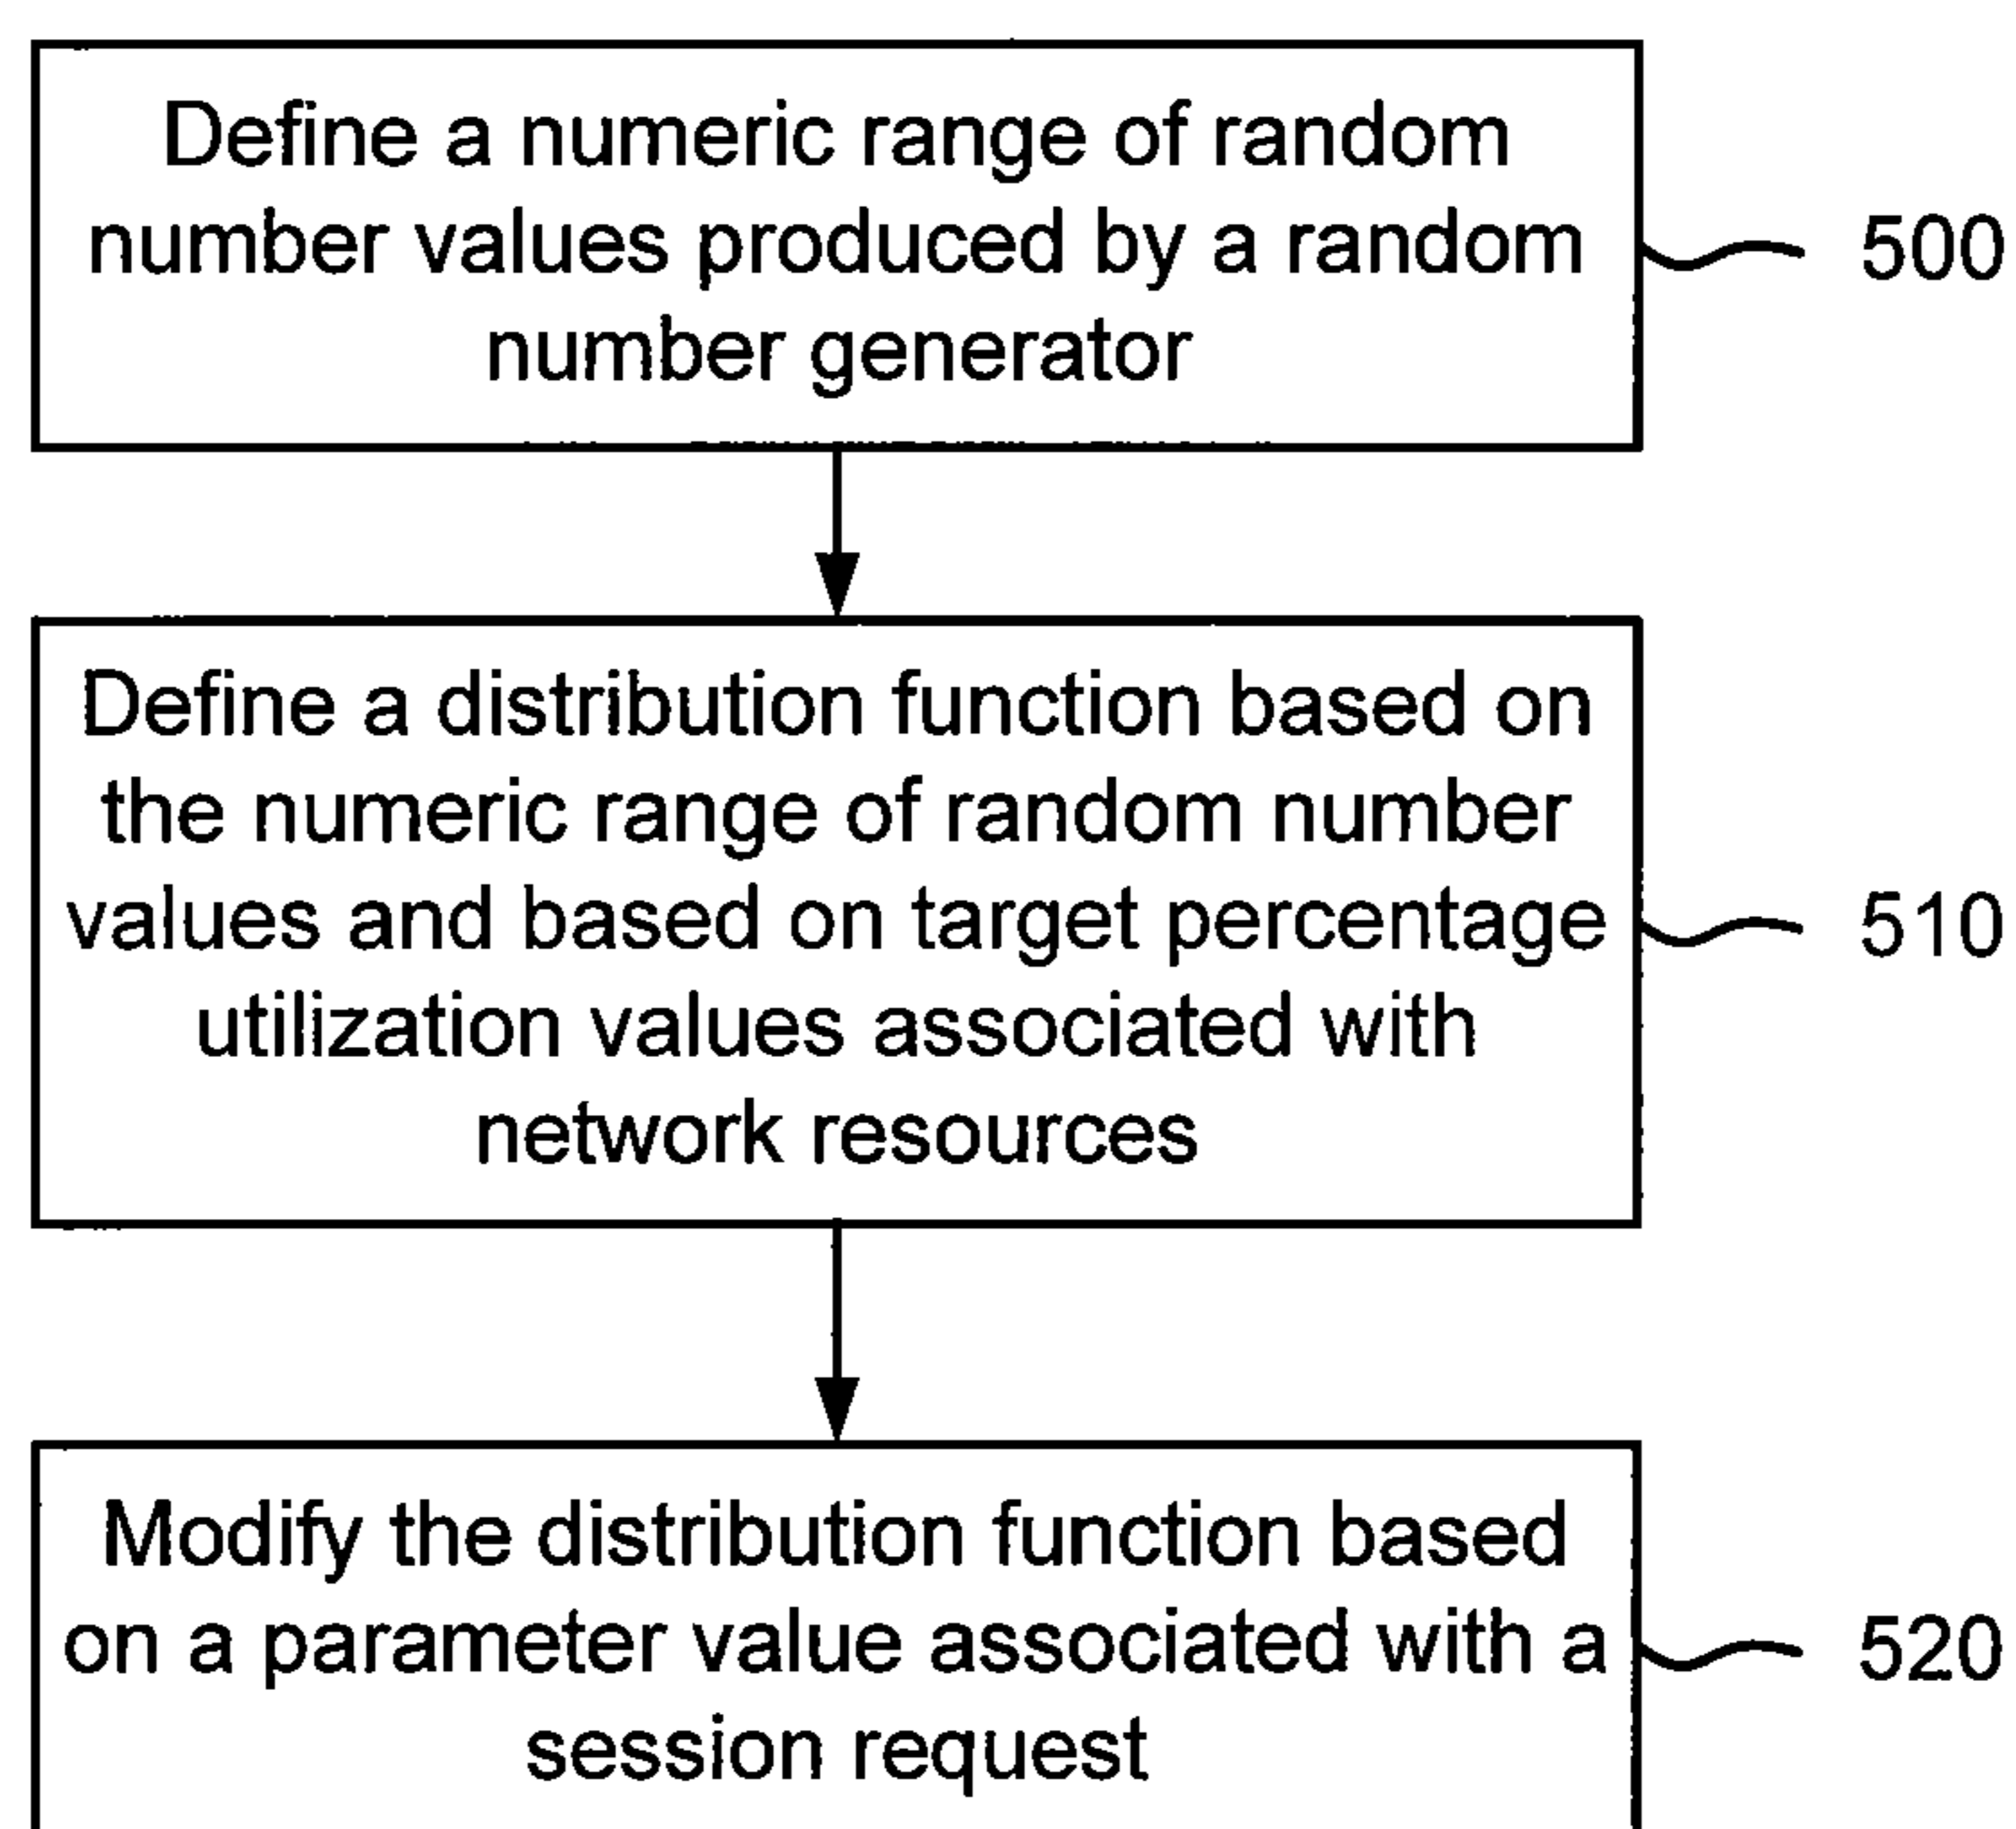 Define a numeric range of random
number values produced by a random
number generator
500
Define a distribution function based on
the numeric range of random number
values and based on target percentage
utilization values associated with
network resources
510
Modify the distribution function based
on a parameter value associated with a
session request
520